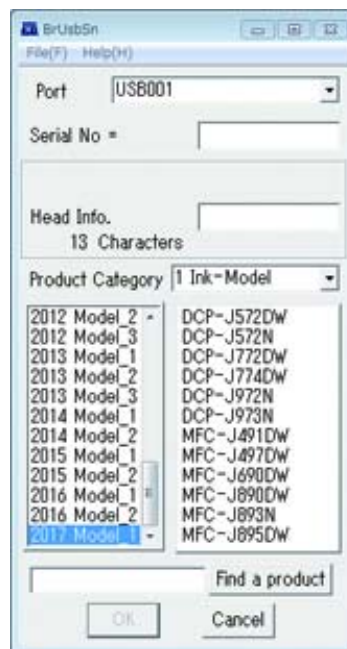 BrUsbSn
File(F) Help(H)
Port USB001
Serial No =
Head Info.
13 Characters
Product Category 1 Ink-Model
2012 Model_2
2012 Model_3
2013 Model_1
2013 Model_2
2013 Model_3
2014 Model_1
2014 Model_2
2015 Model_1
2015 Model_2
2016 Model_1
2016 Model_2
2017 Model_1
DCP-J572DW
DCP-J572N
DCP-J772DW
DCP-J774DW
DCP-J972N
DCP-J973N
MFC-J491DW
MFC-J497DW
MFC-J690DW
MFC-J890DW
MFC-J893N
MFC-J895DW
Find a product
OK Cancel